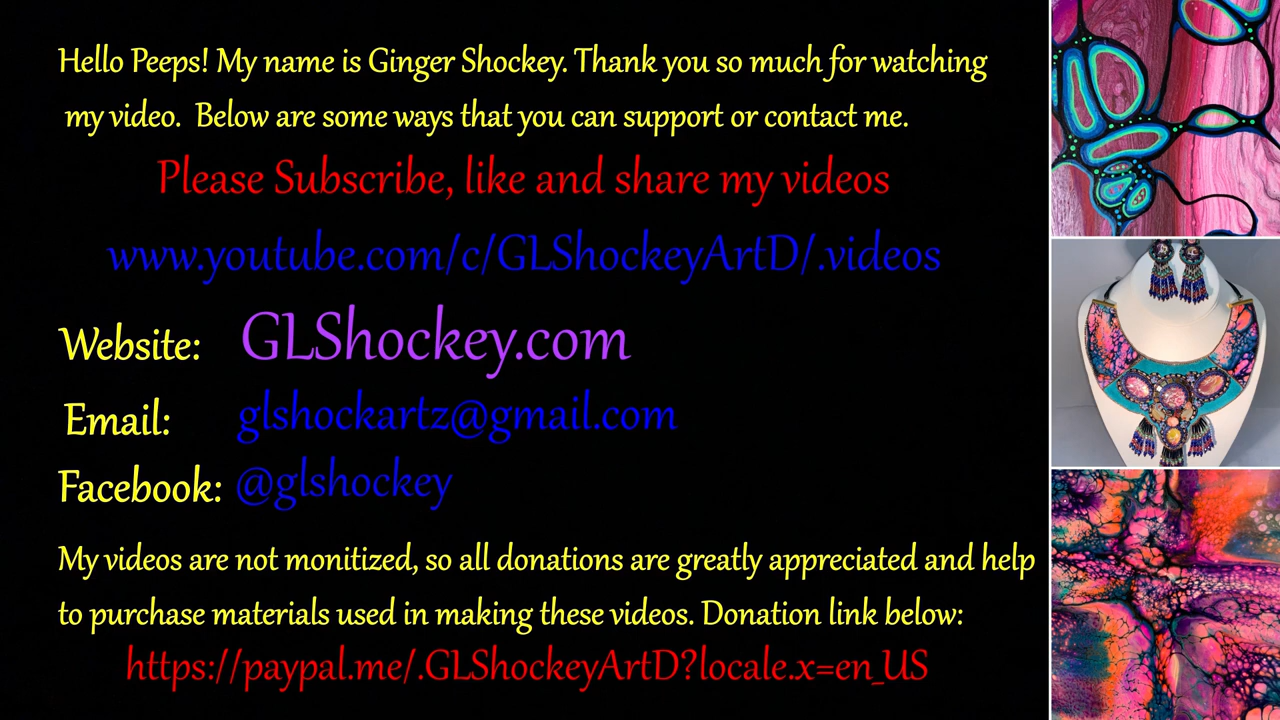 Hello Peeps! My name is Ginger Shockey. Thank you so much for watching
my video. Below are some ways that you can support or contact me.
Please Subscribe, like and share my videos
www.youtube.com/c/GLShockeyArtD/.videos
Website: GLShockey.com
Email: glshockartz@gmail.com
Facebook: @glshockey
My videos are not monitized, so all donations are greatly appreciated and help
to purchase materials used in making these videos. Donation link below:
https://paypal.me/.GLShockeyArtD?locale.x=en_US